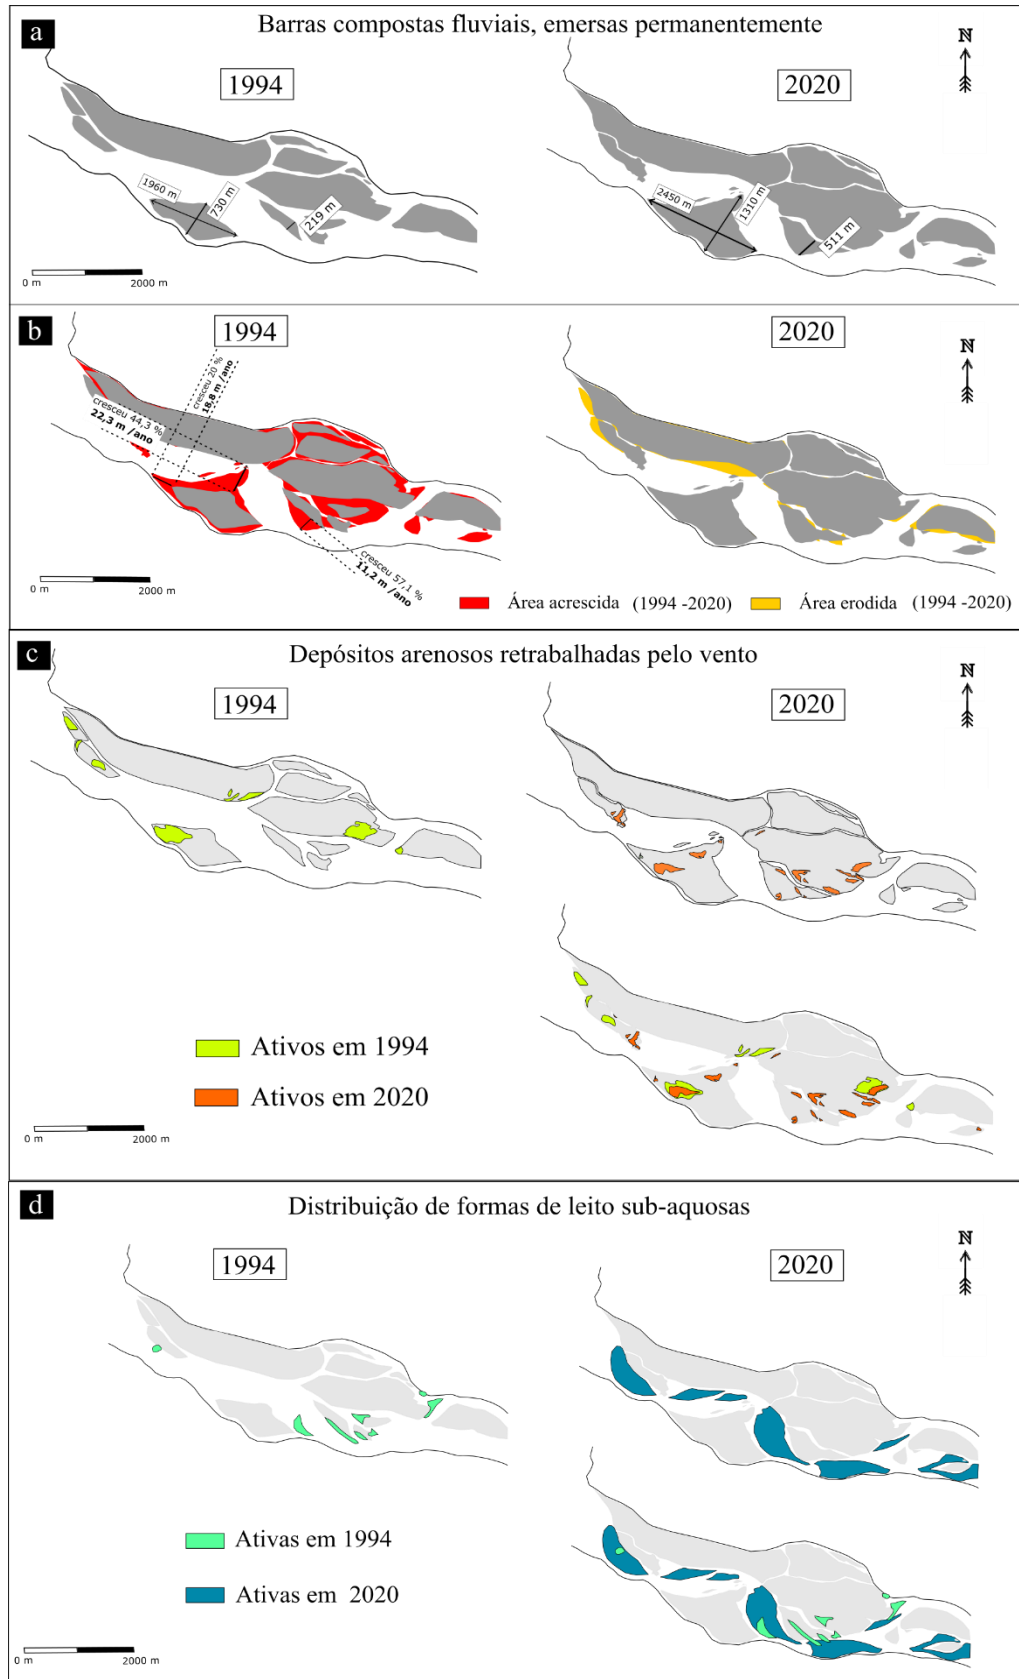 a
Barras compostas fluviais, emersas permanentemente
1994
2020
N
1960 m
730 m
219 m
2450 m
1310 m
511 m
0 m
2000 m
b
1994
2020
N
cresceu 20 %
18,8 m /ano
cresceu 44,3 %
22,3 m /ano
cresceu 57,1 %
11,2 m /ano
0 m
2000 m
Área acrescida (1994 -2020)
Área erodida (1994 -2020)
c
Depósitos arenosos retrabalhadas pelo vento
1994
2020
N
Ativos em 1994
Ativos em 2020
0 m
2000 m
d
Distribuição de formas de leito sub-aquosas
1994
2020
N
Ativas em 1994
Ativas em 2020
0 m
2000 m